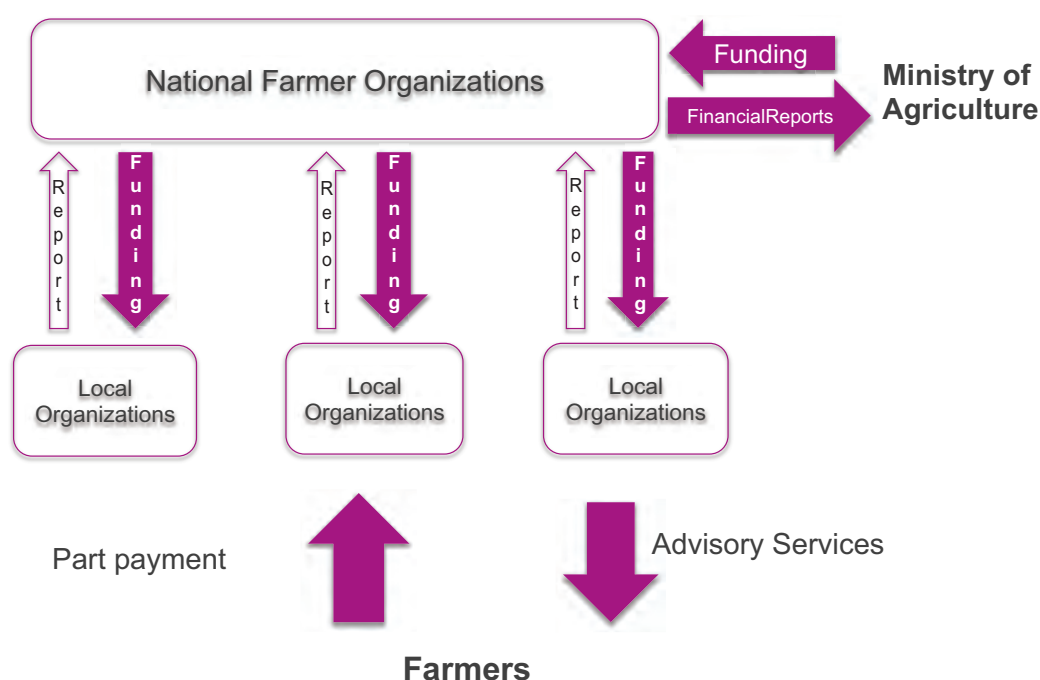 National Farmer Organizations
Funding
FinancialReports
Ministry of
Agriculture
Report
Funding
Report
Funding
Report
Funding
Local
Organizations
Local
Organizations
Local
Organizations
Part payment
Advisory Services
Farmers